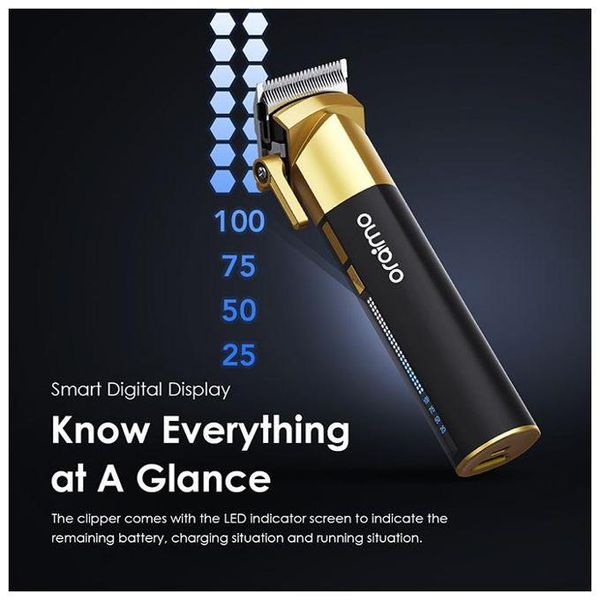 100
75
50
25
oraimo
Smart Digital Display
Know Everything
at A Glance
The clipper comes with the LED indicator screen to indicate the
remaining battery, charging situation and running situation.